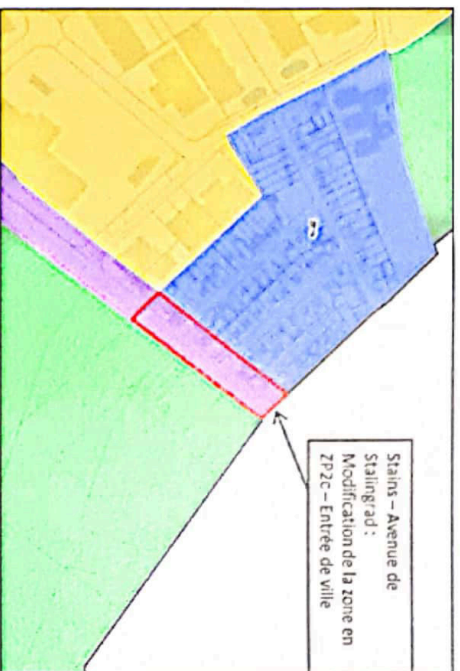 Stains – Avenue de
Stalingrad :
Modification de la zone en
ZP2c – Entrée de ville